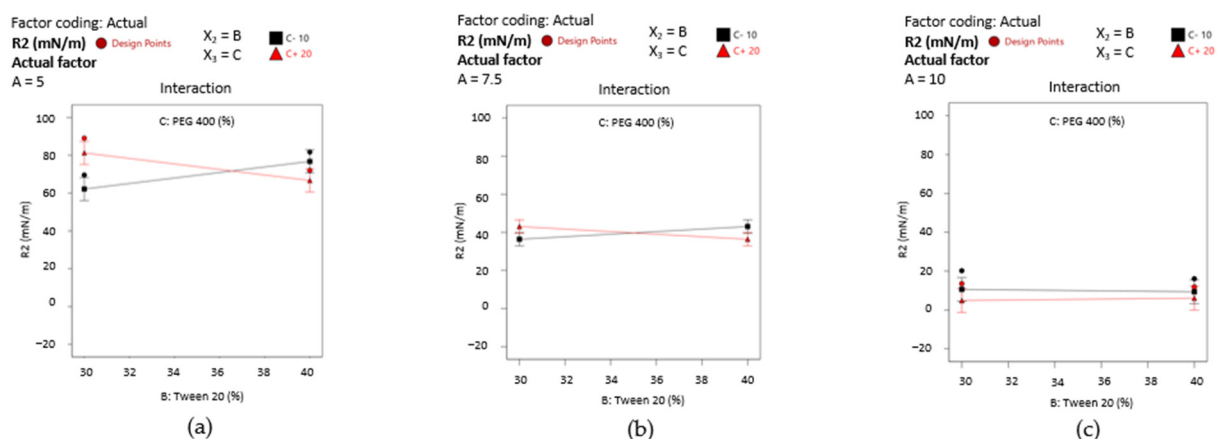 Factor coding: Actual
R2 (mN/m) Design Points X2 = B C- 10
Actual factor X3 = C C+ 20
A = 5
Interaction
C: PEG 400 (%)
100
80
60
40
20
0
−20
R2 (mN/m)
30 32 34 36 38 40
B: Tween 20 (%)
(a)
Factor coding: Actual
R2 (mN/m) Design Points X2 = B C- 10
Actual factor X3 = C C+ 20
A = 7.5
Interaction
C: PEG 400 (%)
100
80
60
40
20
0
−20
R2 (mN/m)
30 32 34 36 38 40
B: Tween 20 (%)
(b)
Factor coding: Actual
R2 (mN/m) Design Points X2 = B C- 10
Actual factor X3 = C C+ 20
A = 10
Interaction
C: PEG 400 (%)
100
80
60
40
20
0
−20
R2 (mN/m)
30 32 34 36 38 40
B: Tween 20 (%)
(c)